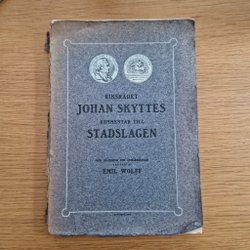 RIKSRÅDET
JOHAN SKYTTES
KOMMENTAR TILL
STADSLAGEN
EMIL WOLFF